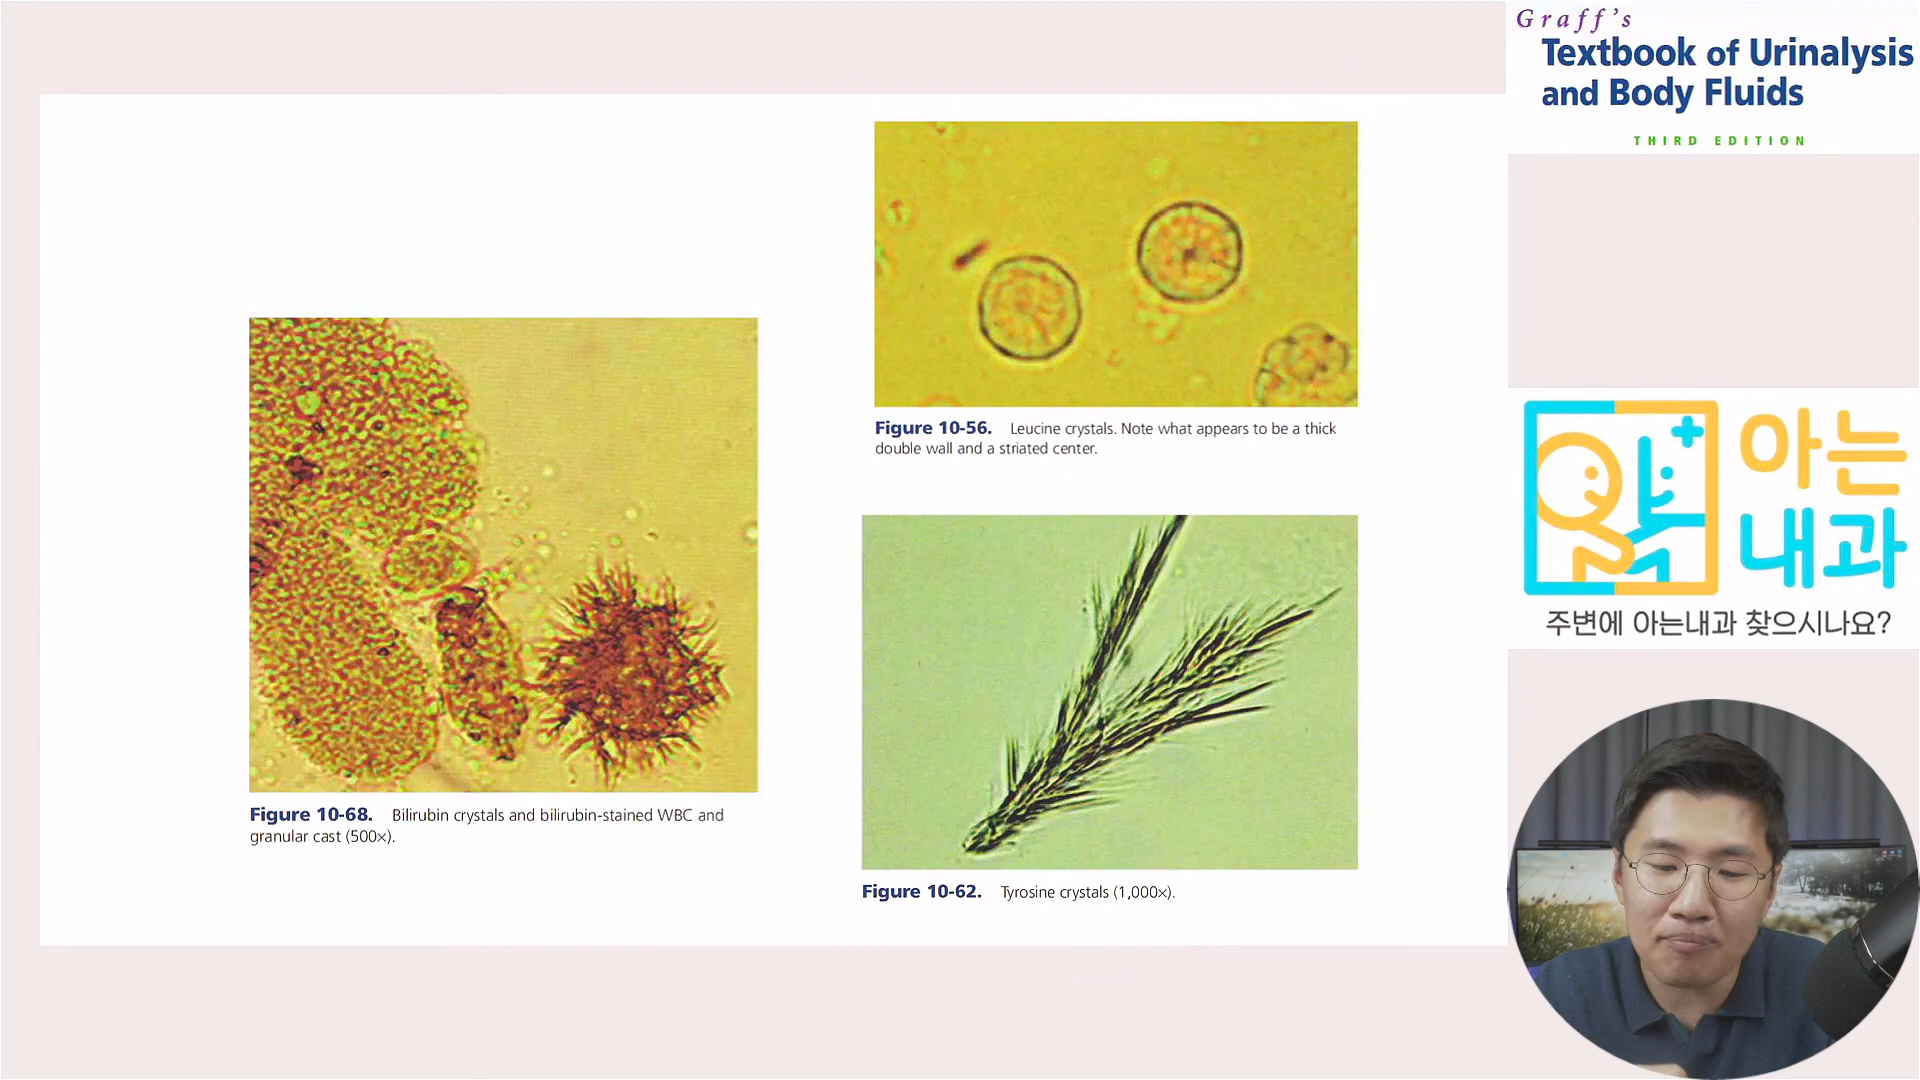 Graff's
Textbook of Urinalysis
and Body Fluids
THIRD EDITION
Figure 10-56. Leucine crystals. Note what appears to be a thick
double wall and a striated center.
Figure 10-68. Bilirubin crystals and bilirubin-stained WBC and
granular cast (500×).
Figure 10-62. Tyrosine crystals (1,000×).
아는
내과
주변에 아는내과 찾으시나요?